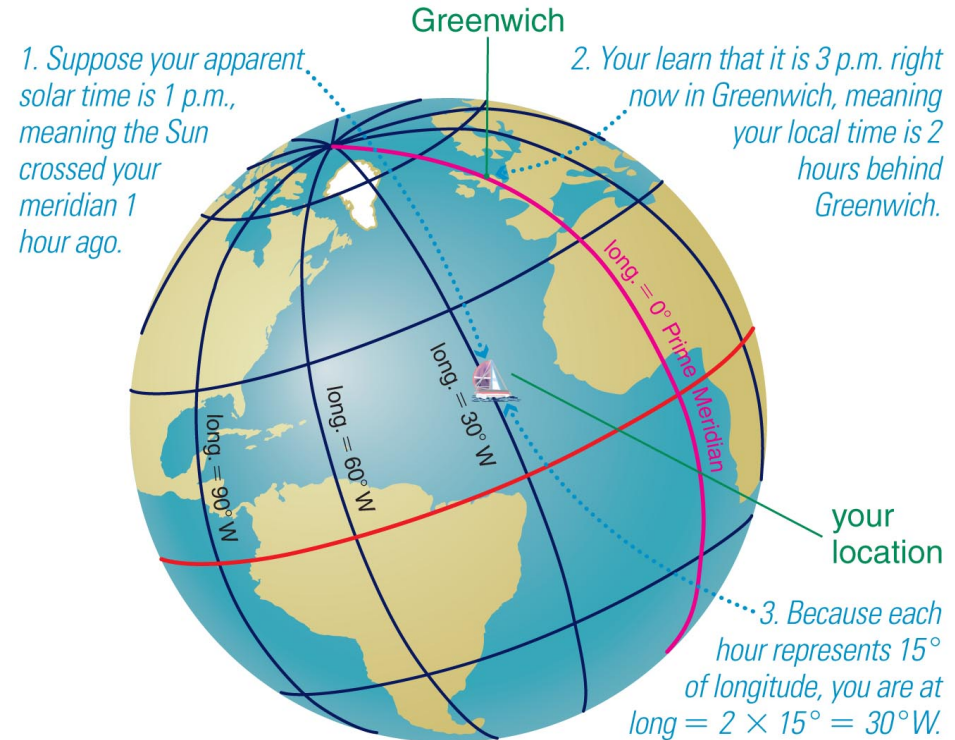 Greenwich
1. Suppose your apparent
solar time is 1 p.m.,
meaning the Sun
crossed your
meridian 1
hour ago.
2. Your learn that it is 3 p.m. right
now in Greenwich, meaning
your local time is 2
hours behind
Greenwich.
long. = 0° Prime Meridian
long. = 30° W
long. = 60° W
long. = 90° W
your
location
3. Because each
hour represents 15°
of longitude, you are at
long = 2 × 15° = 30°W.